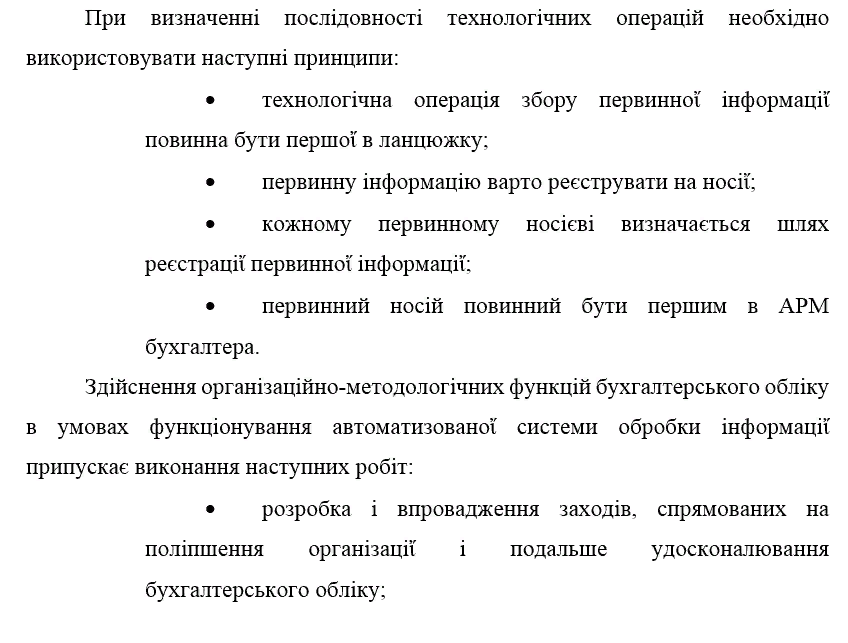 При визначенні послідовності технологічних операцій необхідно
використовувати наступні принципи:
• технологічна операція збору первинної інформації
повинна бути першої в ланцюжку;
• первинну інформацію варто реєструвати на носії;
• кожному первинному носієві визначається шлях
реєстрації первинної інформації;
• первинний носій повинний бути першим в АРМ
бухгалтера.
Здійснення організаційно-методологічних функцій бухгалтерського обліку
в умовах функціонування автоматизованої системи обробки інформації
припускає виконання наступних робіт:
• розробка і впровадження заходів, спрямованих на
поліпшення організації і подальше удосконалювання
бухгалтерського обліку;